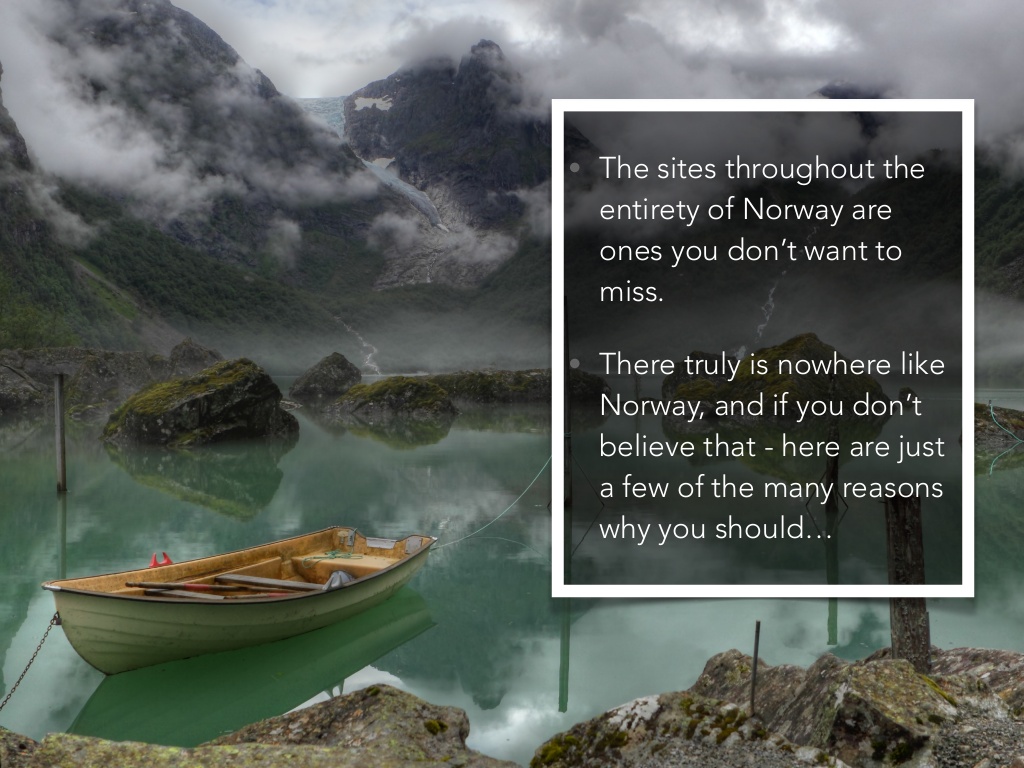 • The sites throughout the
entirety of Norway are
ones you don’t want to
miss.
• There truly is nowhere like
Norway, and if you don’t
believe that - here are just
a few of the many reasons
why you should…